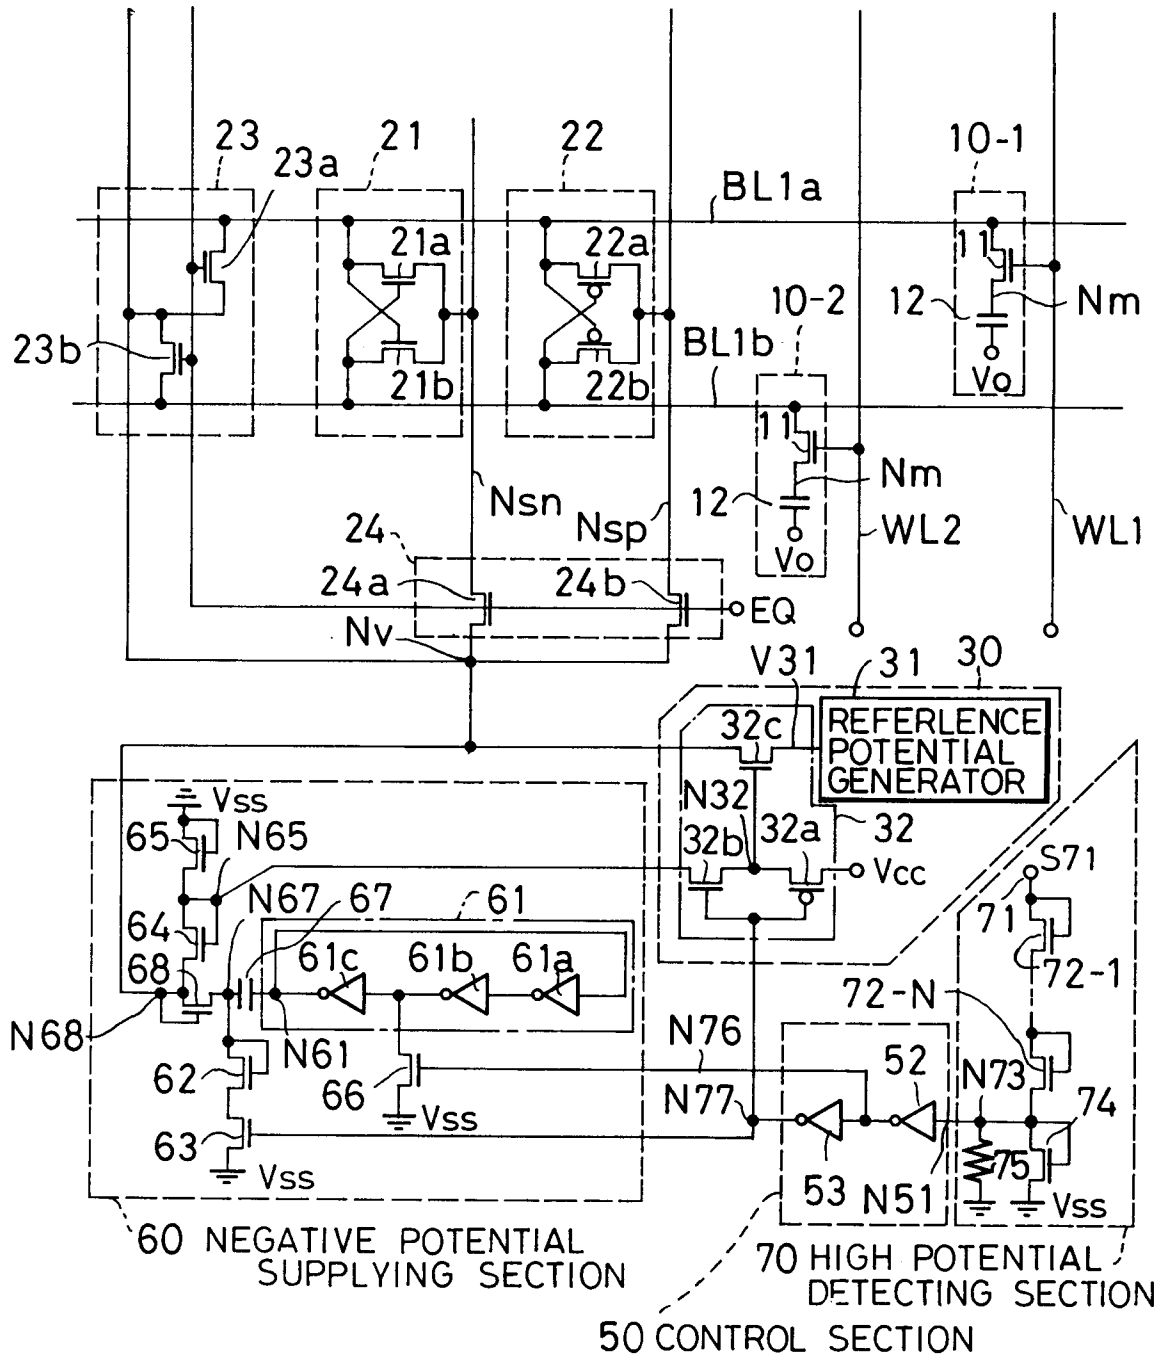 23
21
22
10-1
23a
BL1a
21a
22a
11
12
Nm
10-2
23b
BL1b
Vo
21b
22b
11
Nm
12
Nsn
Nsp
WL2
WL1
24
Vo
24a
24b
EQ
Nv
V31
31
30
REFERLENCE
POTENTIAL
GENERATOR
32c
Vss
N32
65
N65
32b
32a
32
Vcc
S71
N67
67
61
71
64
61c
61b
61a
72-1
68
72-N
N68
N61
N76
52
N73
62
66
Vss
N77
74
63
75
Vss
53
N51
Vss
60 NEGATIVE POTENTIAL
SUPPLYING SECTION
70 HIGH POTENTIAL
DETECTING SECTION
50 CONTROL SECTION